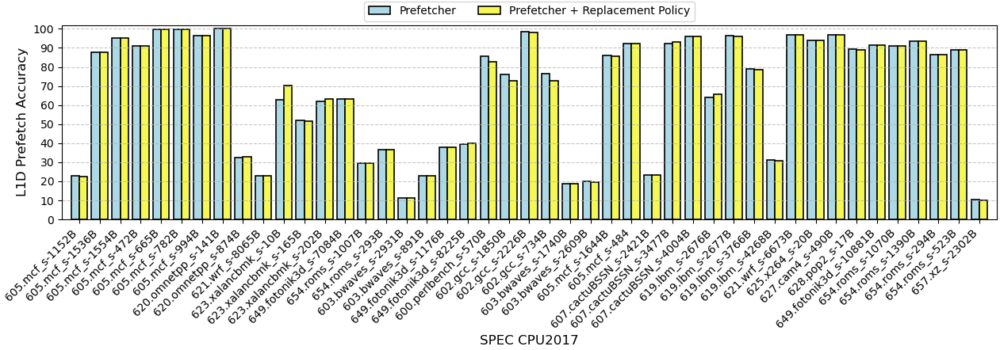 Prefetcher
Prefetcher + Replacement Policy
L1D Prefetch Accuracy
100
90
80
70
60
50
40
30
20
10
0
605.mcf_s-1152B
605.mcf_s-1536B
605.mcf_s-1554B
605.mcf_s-472B
605.mcf_s-665B
605.mcf_s-782B
605.mcf_s-994B
620.omnetpp_s-141B
620.omnetpp_s-874B
621.wrf_s-8065B
623.xalancbmk_s-10B
623.xalancbmk_s-165B
623.xalancbmk_s-202B
649.fotonik3d_s-7084B
654.roms_s-1007B
654.roms_s-293B
603.bwaves_s-2931B
603.bwaves_s-891B
649.fotonik3d_s-1176B
649.fotonik3d_s-8225B
600.perlbench_s-570B
602.gcc_s-1850B
602.gcc_s-2226B
602.gcc_s-734B
603.bwaves_s-1740B
603.bwaves_s-2609B
605.mcf_s-1644B
605.mcf_s-484
607.cactuBSSN_s-2421B
607.cactuBSSN_s-3477B
607.cactuBSSN_s-4004B
619.lbm_s-2676B
619.lbm_s-2677B
619.lbm_s-3766B
619.lbm_s-4268B
621.wrf_s-6673B
625.x264_s-20B
627.cam4_s-490B
628.pop2_s-17B
649.fotonik3d_s-10881B
654.roms_s-1070B
654.roms_s-1390B
654.roms_s-294B
654.roms_s-523B
657.xz_s-2302B
SPEC CPU2017